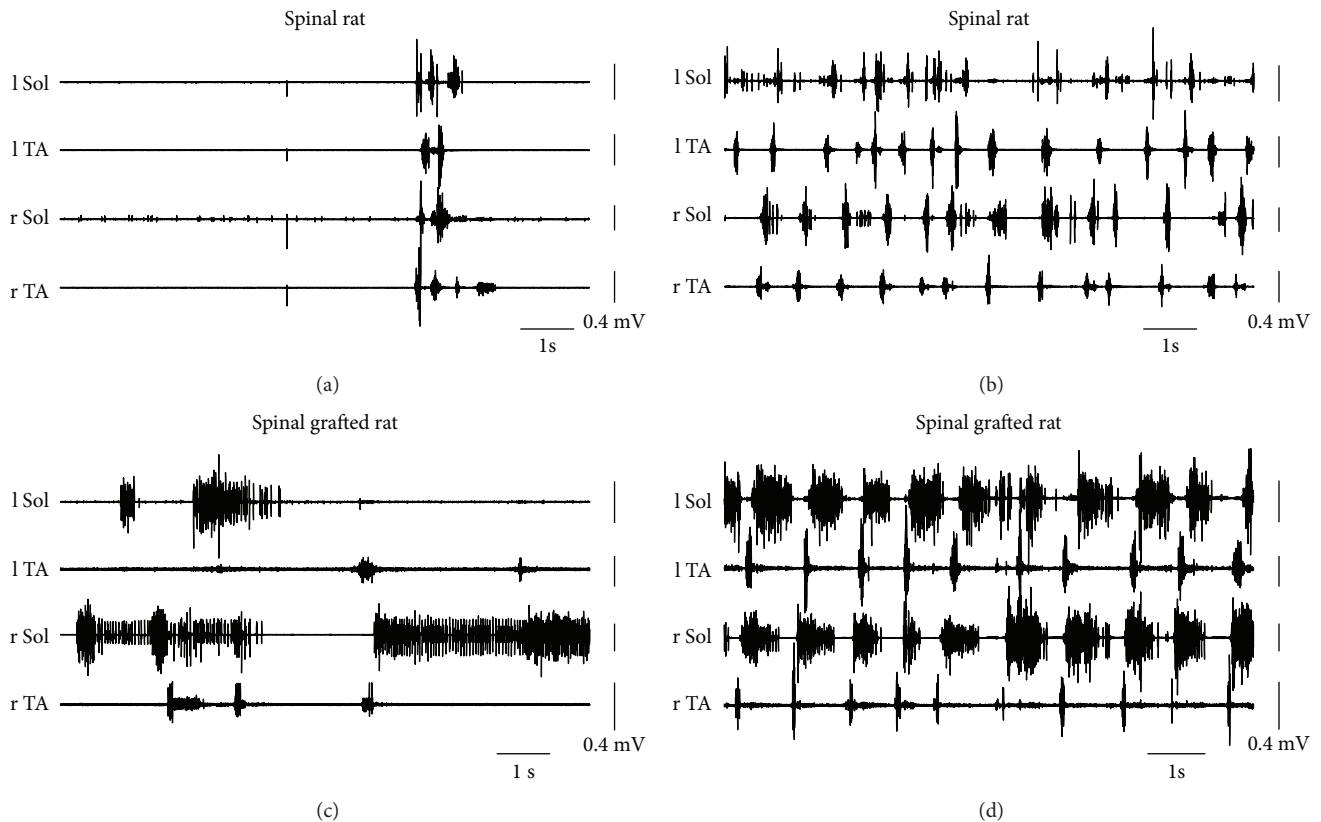 Spinal rat
l Sol
l TA
r Sol
r TA
0.4 mV
1s
(a)
Spinal rat
l Sol
l TA
r Sol
r TA
0.4 mV
1s
(b)
Spinal grafted rat
l Sol
l TA
r Sol
r TA
0.4 mV
1 s
(c)
Spinal grafted rat
l Sol
l TA
r Sol
r TA
0.4 mV
1s
(d)